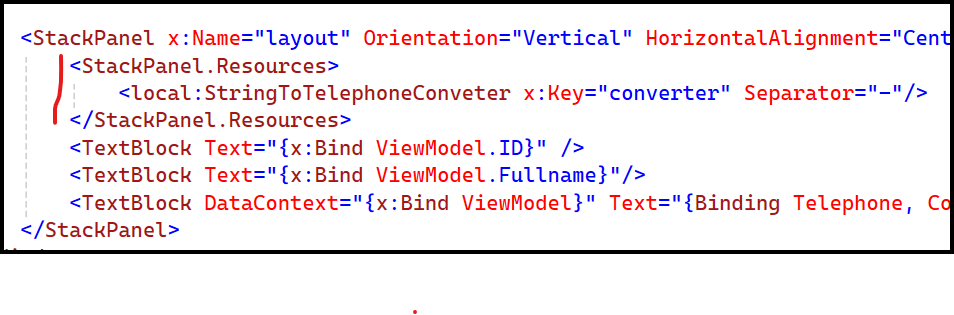 <StackPanel x:Name="layout" Orientation="Vertical" HorizontalAlignment="Cent
<StackPanel.Resources>
<local:StringToTelephoneConveter x:Key="converter" Separator="-"/>
</StackPanel.Resources>
<TextBlock Text="{x:Bind ViewModel.ID}" />
<TextBlock Text="{x:Bind ViewModel.Fullname}"/>
<TextBlock DataContext="{x:Bind ViewModel}" Text="{Binding Telephone, Co
</StackPanel>